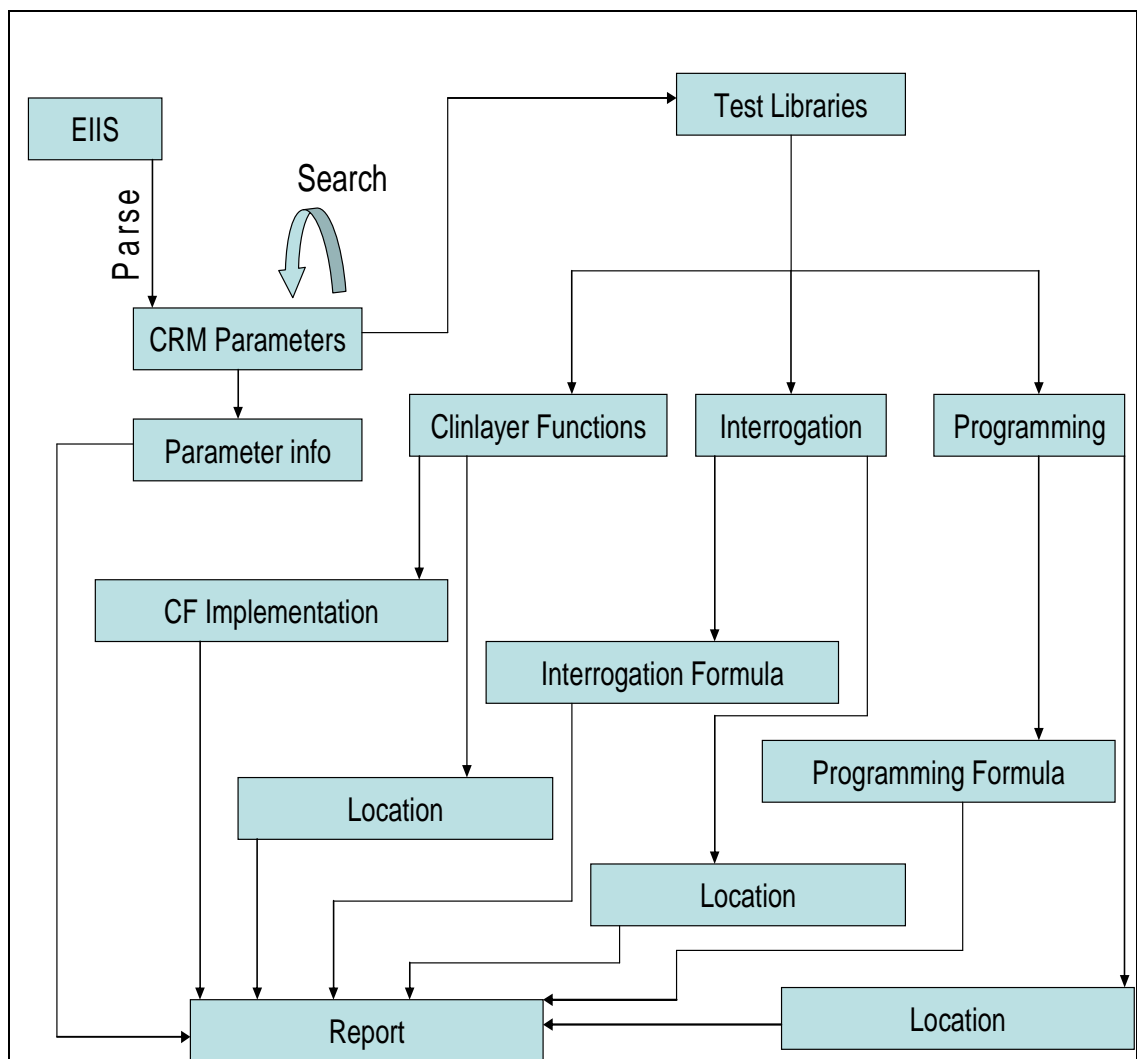 Test Libraries
EIIS
Search
Parse
CRM Parameters
Parameter info
Clinlayer Functions
Interrogation
Programming
CF Implementation
Interrogation Formula
Programming Formula
Location
Location
Location
Report